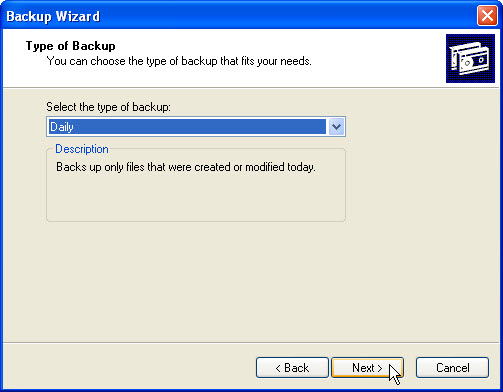 Backup Wizard
Type of Backup
You can choose the type of backup that fits your needs.
Select the type of backup:
Daily
Description
Backs up only files that were created or modified today.
< Back
Next >
Cancel